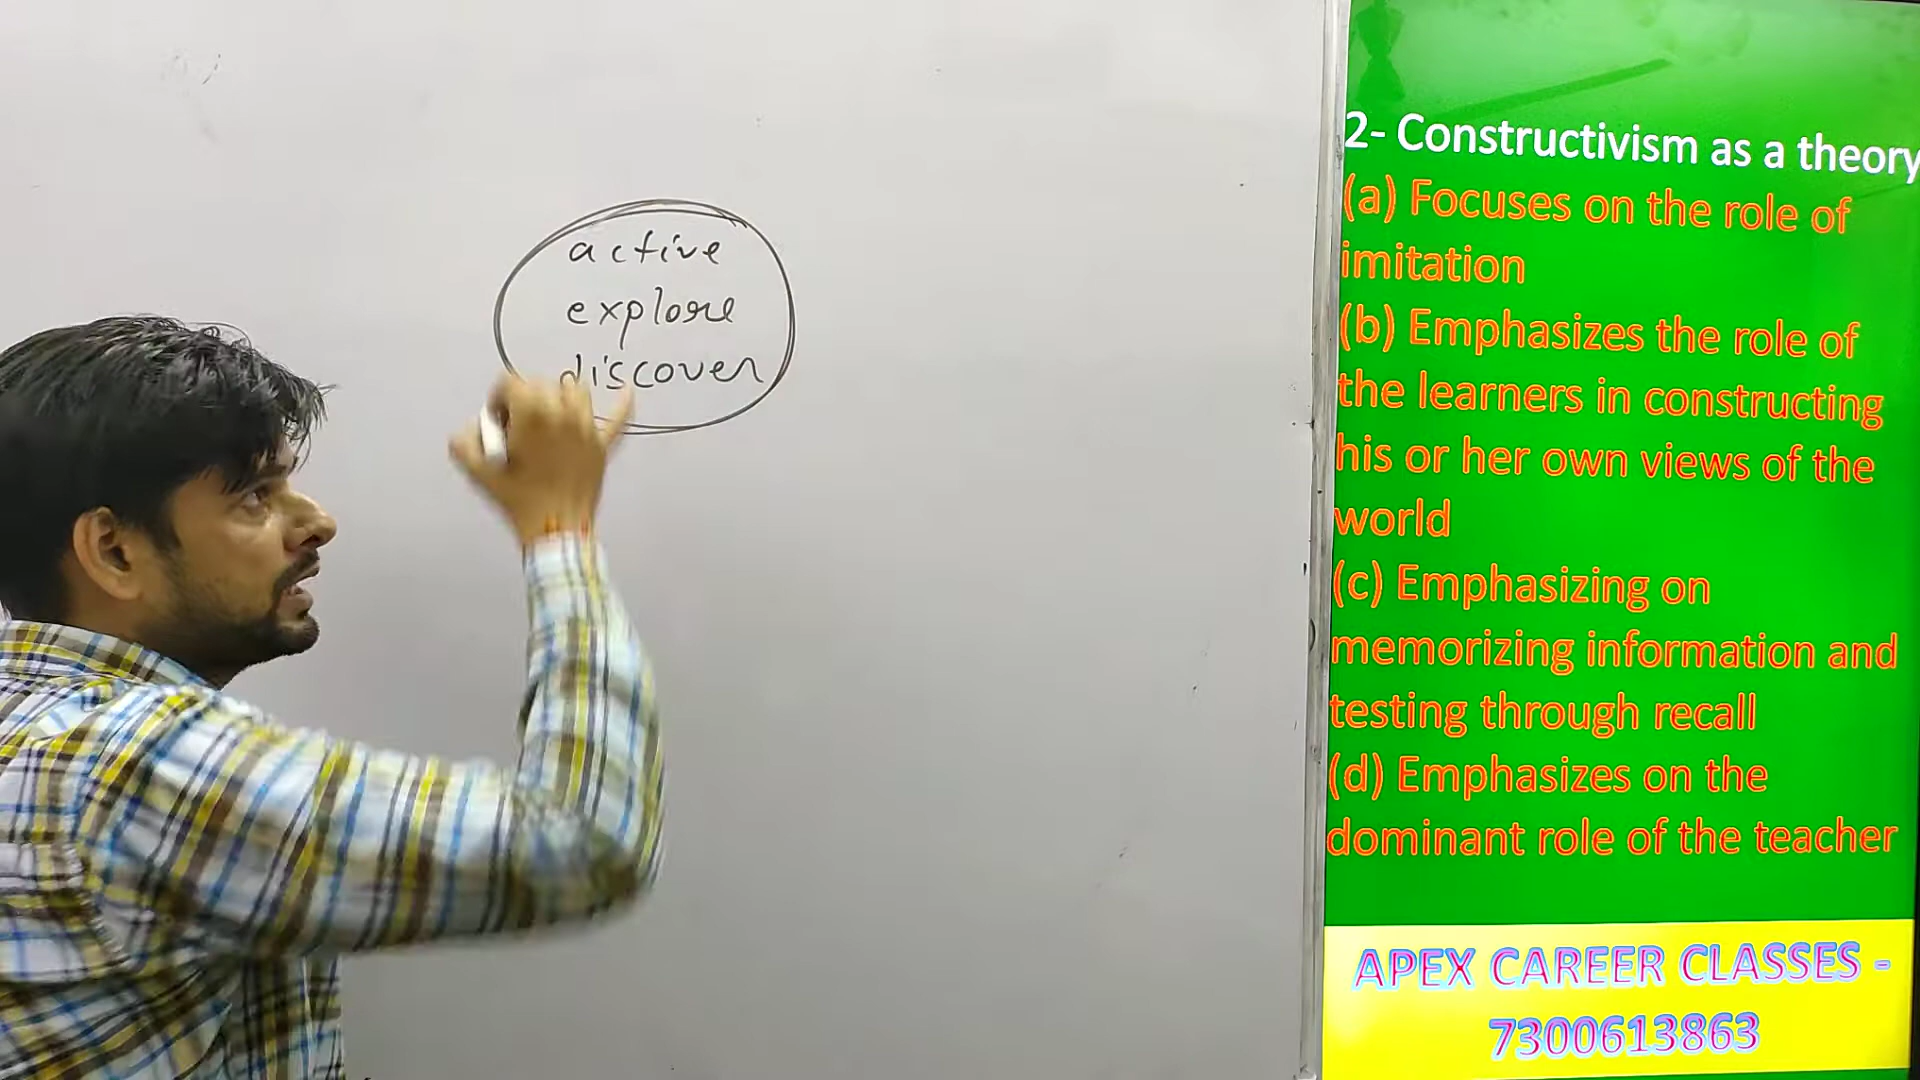 active
explore
discover
2- Constructivism as a theory
(a) Focuses on the role of
imitation
(b) Emphasizes the role of
the learners in constructing
his or her own views of the
world
(c) Emphasizing on
memorizing information and
testing through recall
(d) Emphasizes on the
dominant role of the teacher
APEX CAREER CLASSES -
7300613863